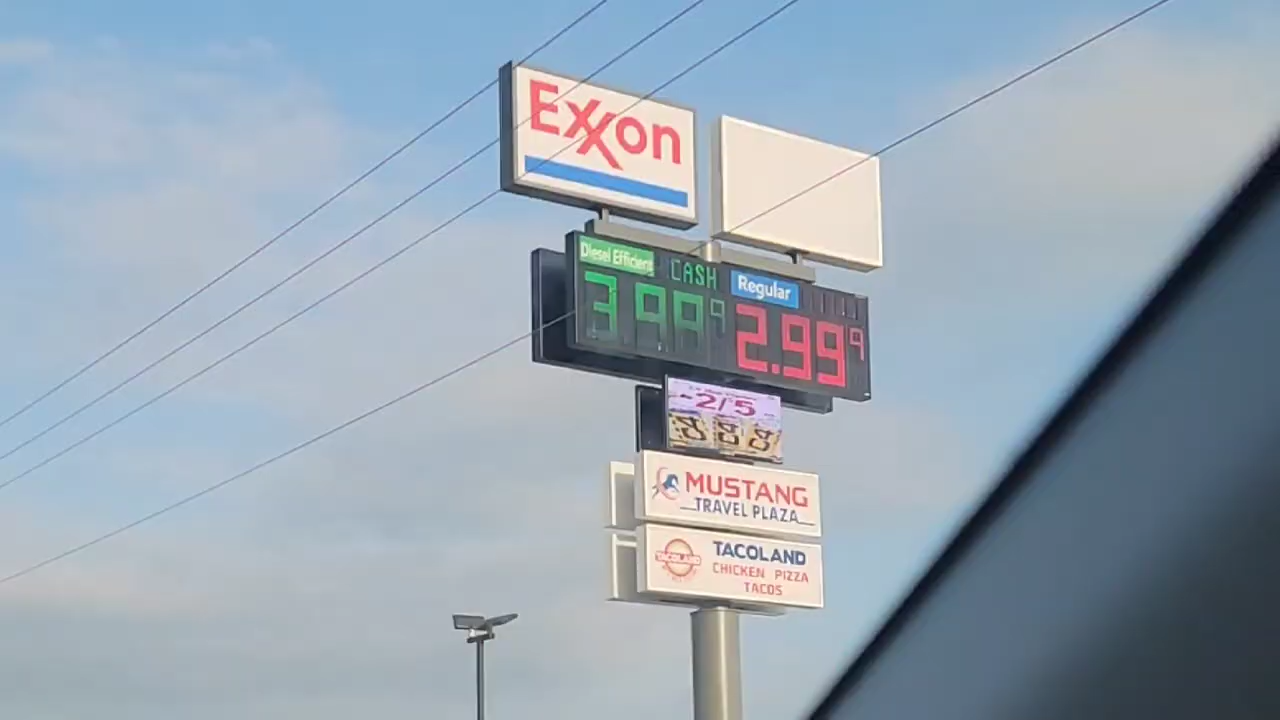 Exxon
Diesel Efficient CASH Regular
3.99 9 2.99 9
-2/5
MUSTANG
TRAVEL PLAZA
TACOLAND
TACOLAND
CHICKEN PIZZA
TACOS